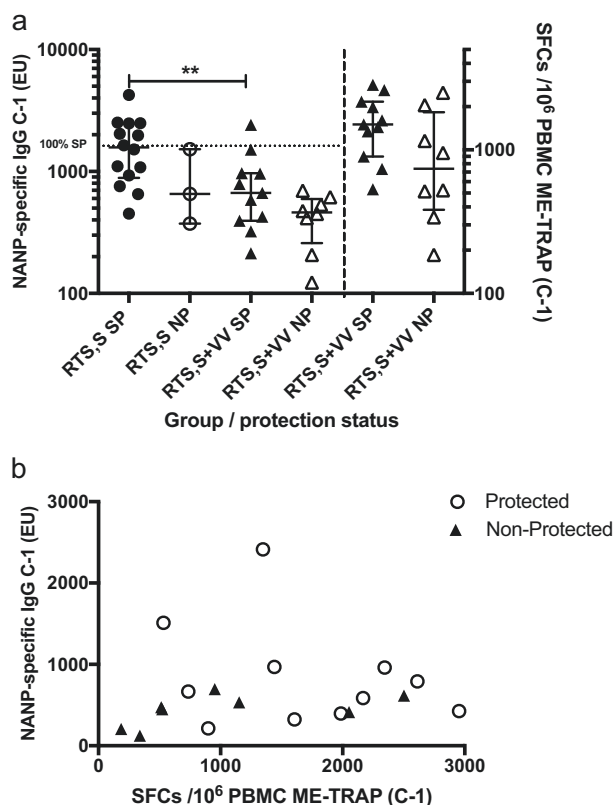 a
NANP-specific IgG C-1 (EU)
10000
1000
100
100% SP
**
SFCs /10⁶ PBMC ME-TRAP (C-1)
1000
100
RTS,S SP
RTS,S NP
RTS,S+VV SP
RTS,S+VV NP
RTS,S+VV SP
RTS,S+VV NP
Group / protection status
b
NANP-specific IgG C-1 (EU)
3000
2000
1000
0
0
1000
2000
3000
SFCs /10⁶ PBMC ME-TRAP (C-1)
Protected
Non-Protected